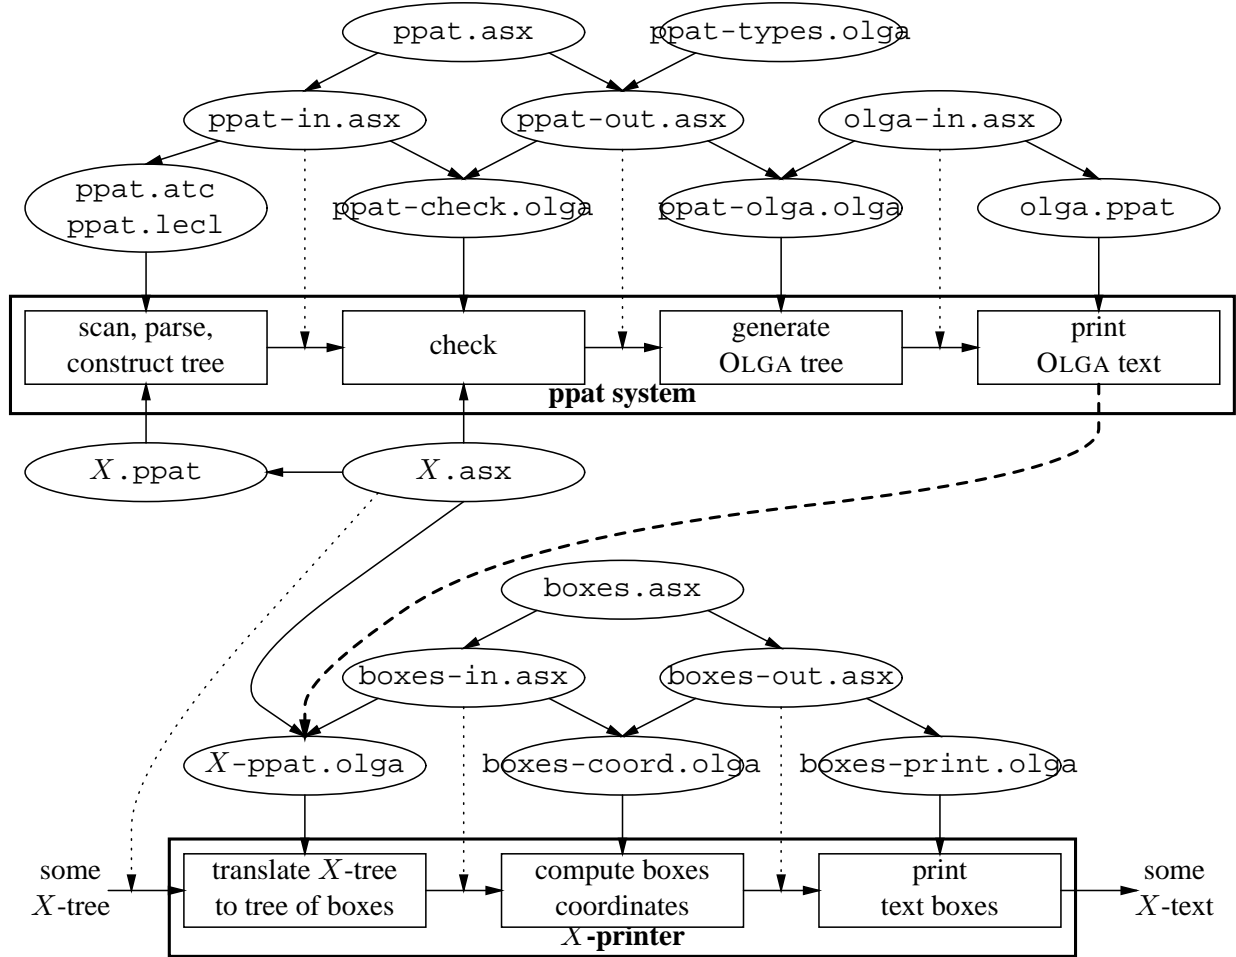 ppat.asx
ppat-types.olga
ppat-in.asx
ppat-out.asx
olga-in.asx
ppat.atc
ppat.lecl
ppat-check.olga
ppat-olga.olga
olga.ppat
scan, parse,
construct tree
check
generate
OLGA tree
print
OLGA text
ppat system
X.ppat
X.asx
boxes.asx
boxes-in.asx
boxes-out.asx
X-ppat.olga
boxes-coord.olga
boxes-print.olga
some
X-tree
translate X-tree
to tree of boxes
compute boxes
coordinates
print
text boxes
some
X-text
X-printer